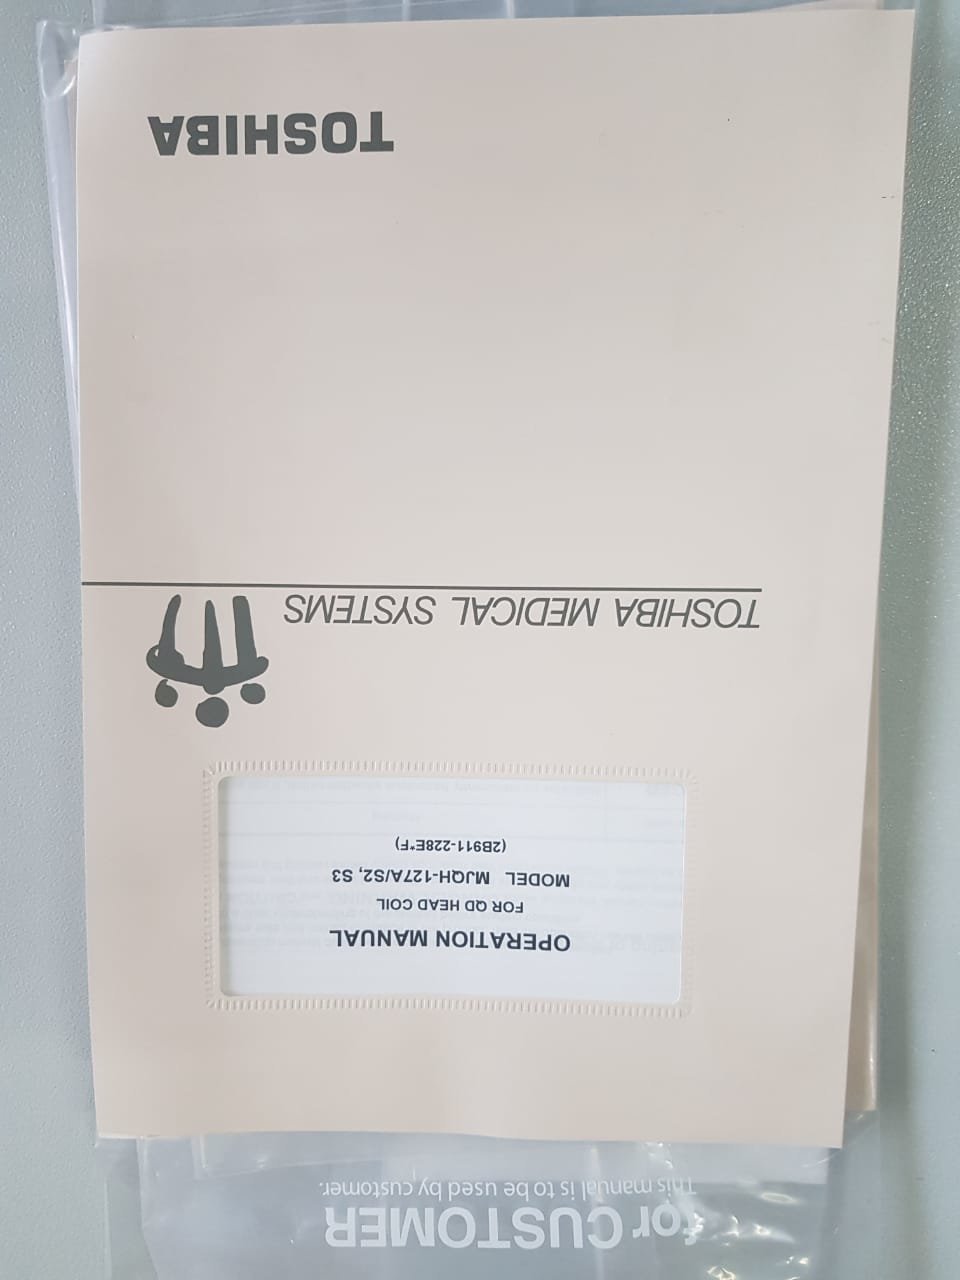 for CUSTOMER
This manual is to be used by customer.
OPERATION MANUAL
FOR QD HEAD COIL
MODEL MJQH-127A/S2, S3
(2B911-228E*F)
TOSHIBA MEDICAL SYSTEMS
TOSHIBA